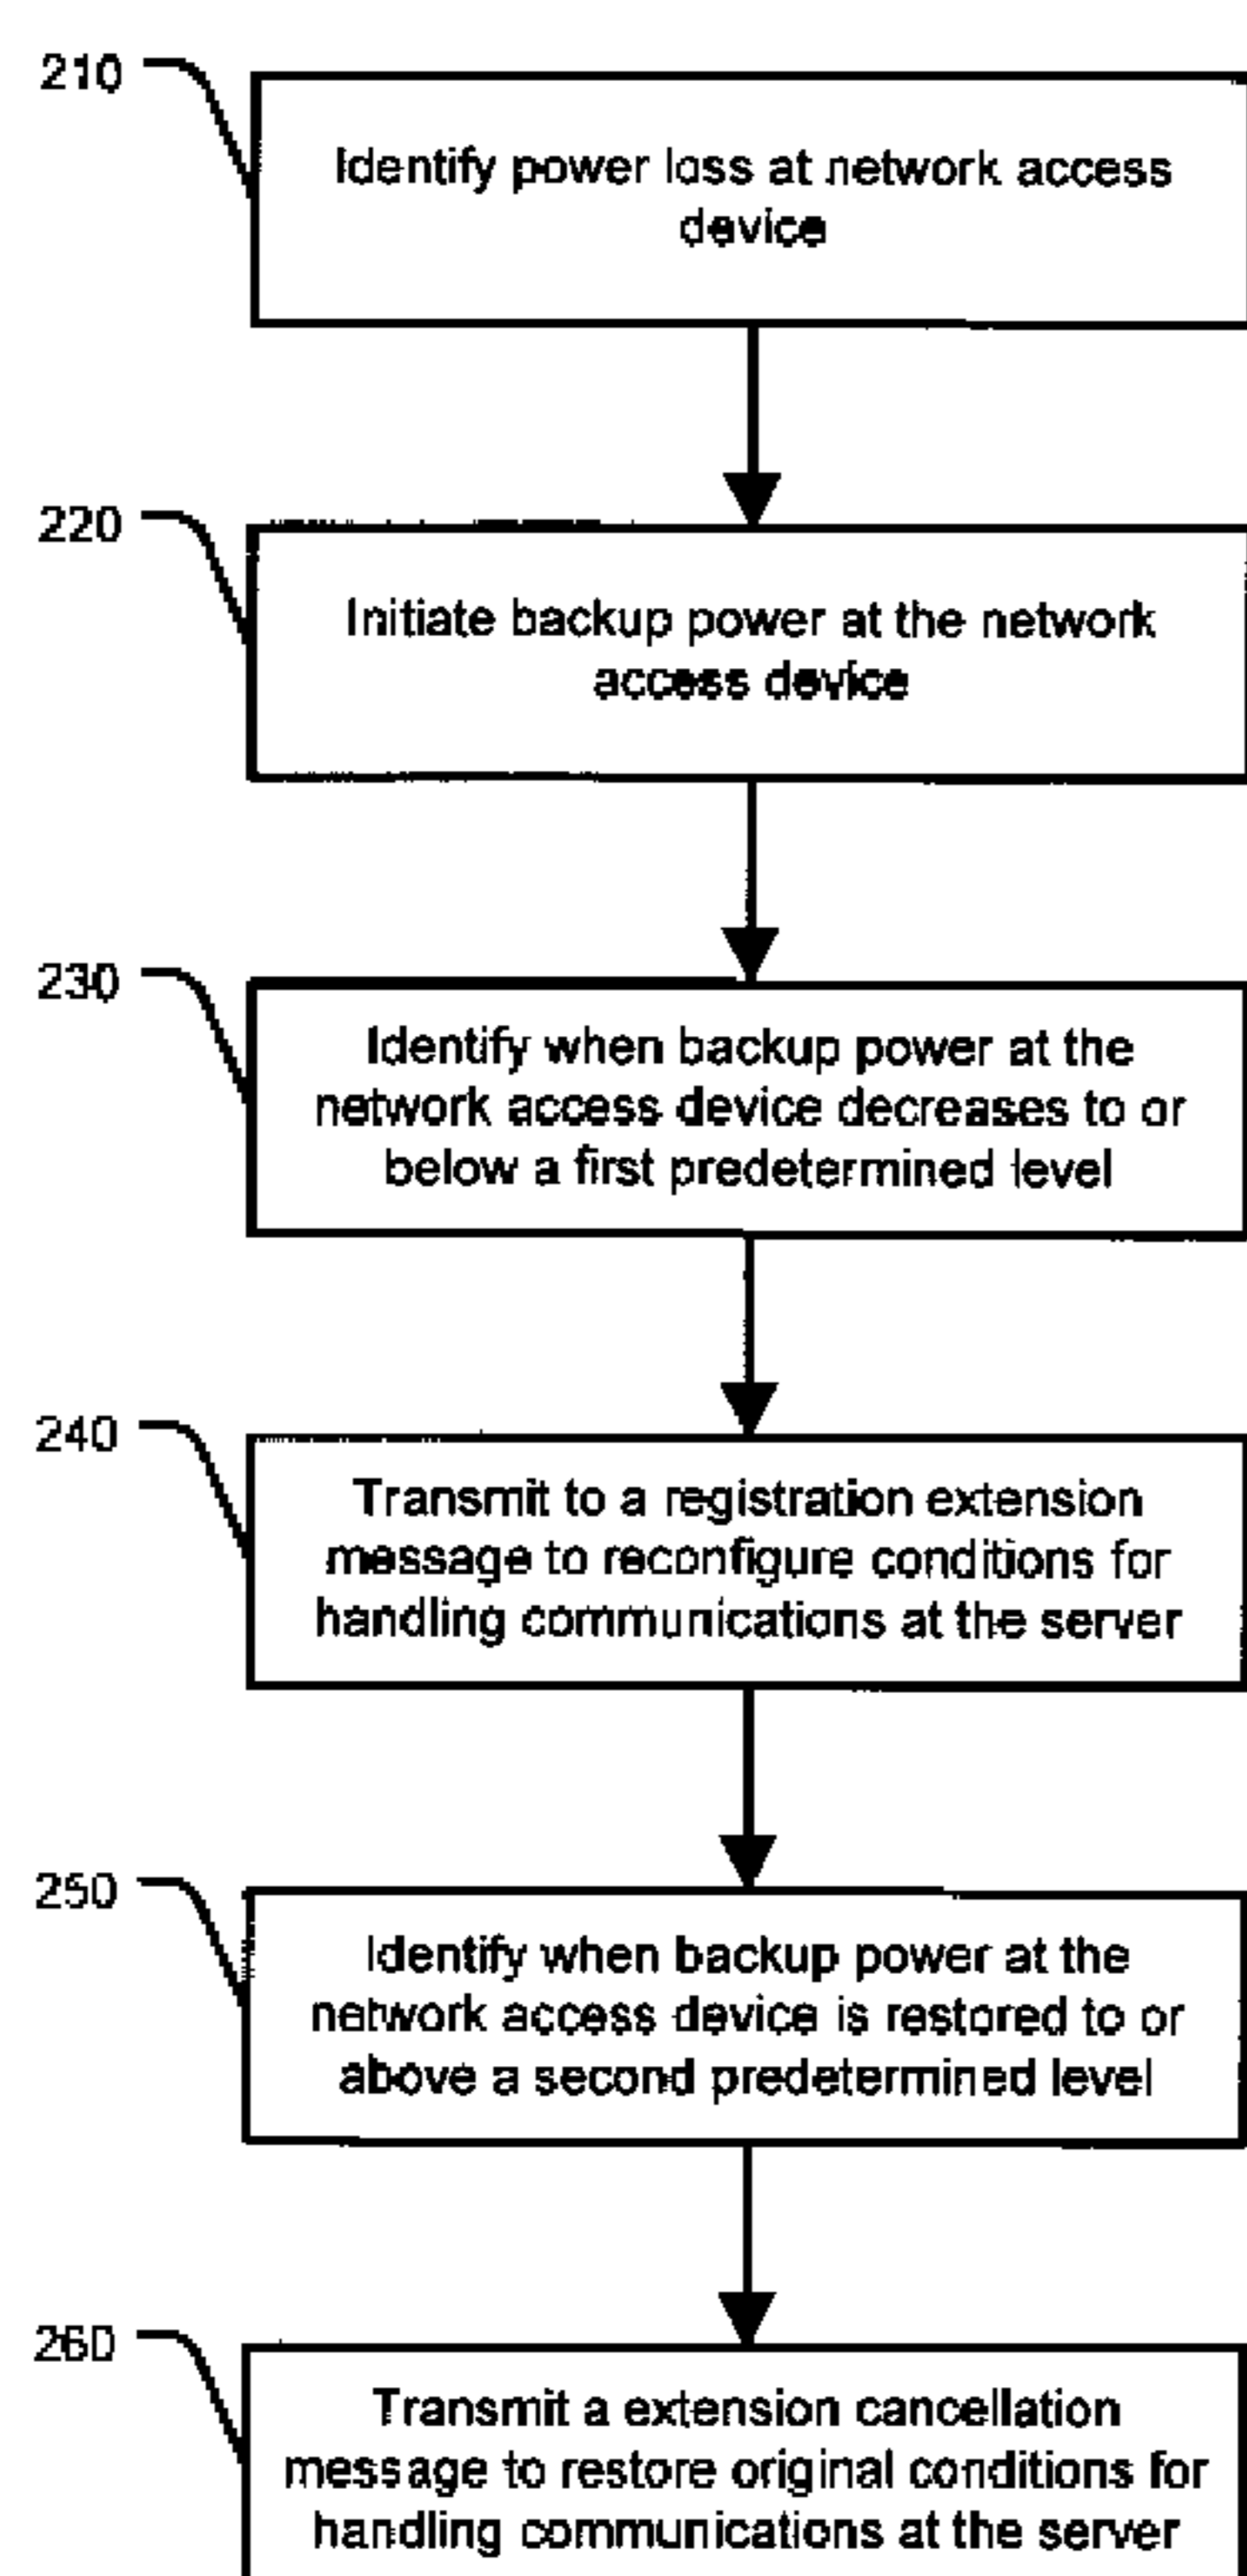 210
Identify power loss at network access
device
220
Initiate backup power at the network
access device
230
Identify when backup power at the
network access device decreases to or
below a first predetermined level
240
Transmit to a registration extension
message to reconfigure conditions for
handling communications at the server
250
Identify when backup power at the
network access device is restored to or
above a second predetermined level
260
Transmit a extension cancellation
message to restore original conditions for
handling communications at the server